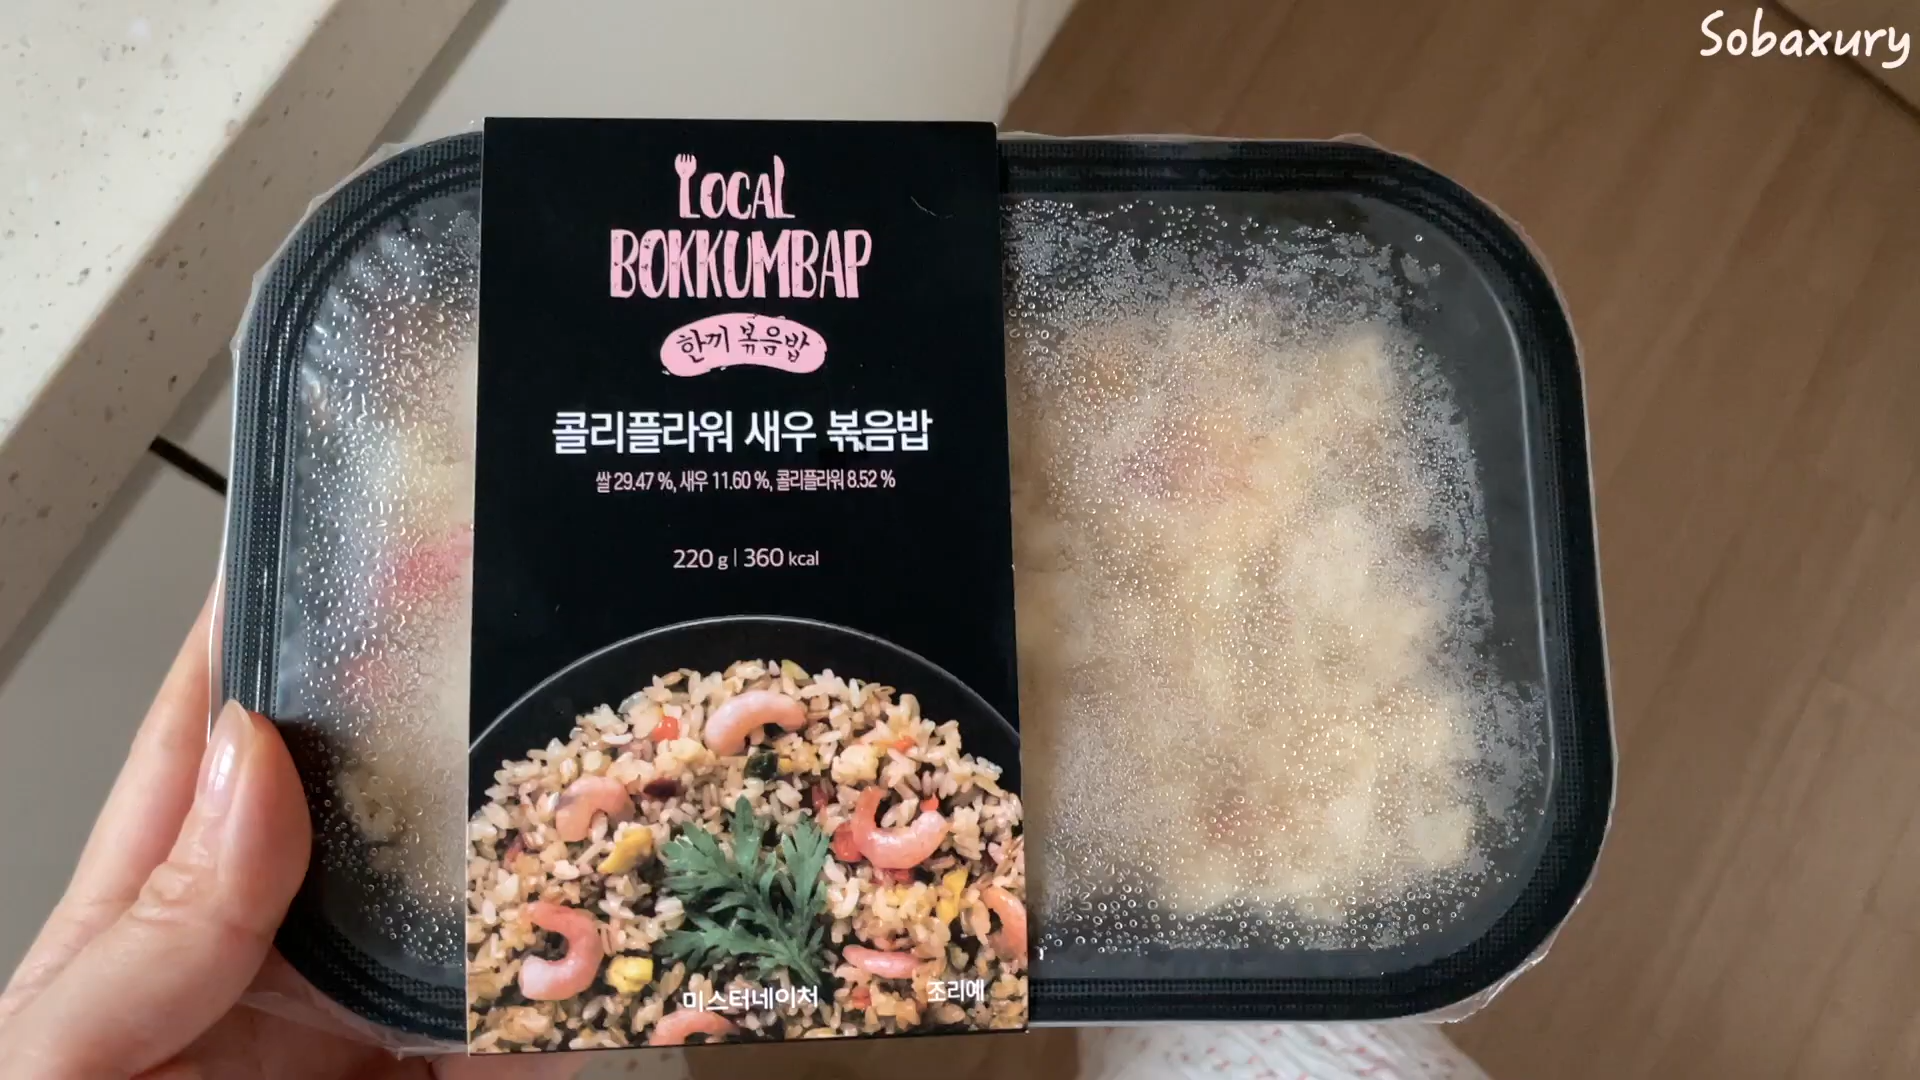 Sobaxury
LOCAL
BOKKUMBAP
한끼 볶음밥
콜리플라워 새우 볶음밥
쌀 29.47 %, 새우 11.60 %, 콜리플라워 8.52 %
220 g | 360 kcal
미스터네이처
조리예